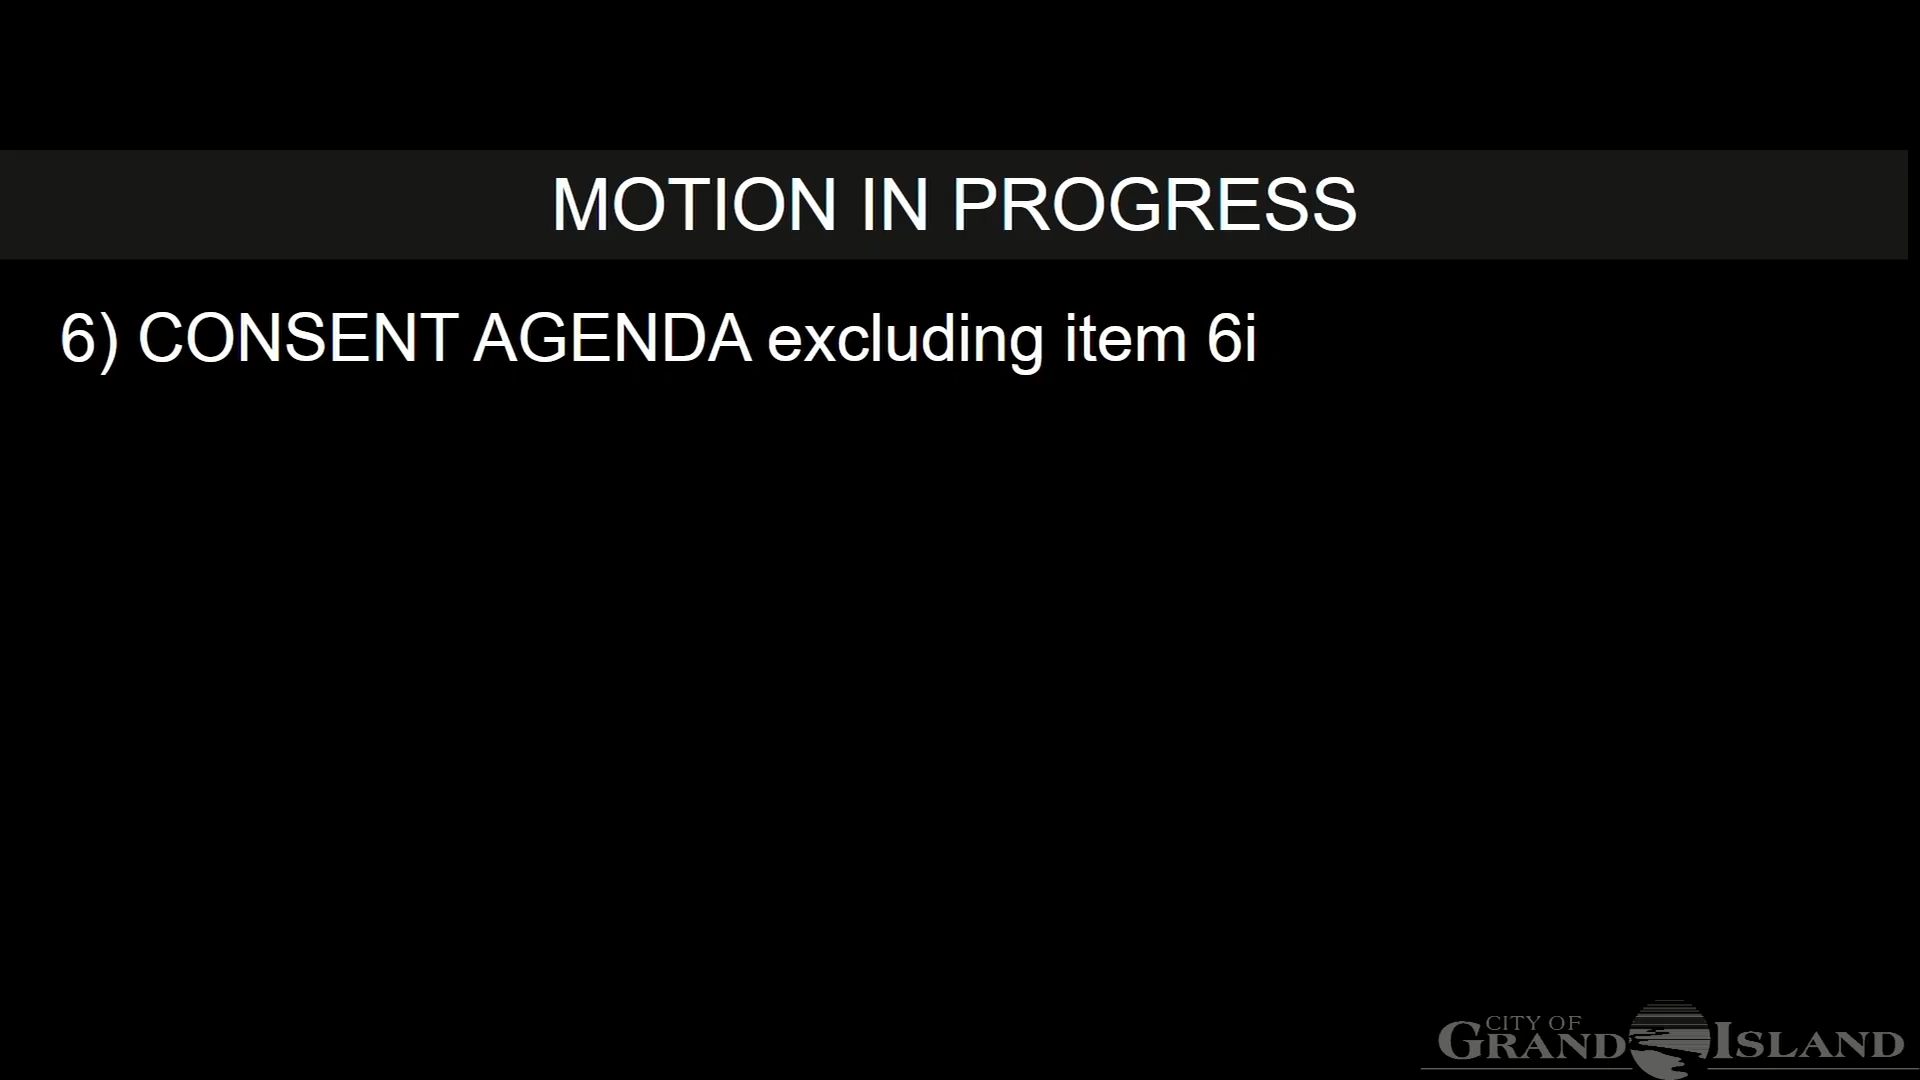 MOTION IN PROGRESS
6) CONSENT AGENDA excluding item 6i
CITY OF
GRAND ISLAND